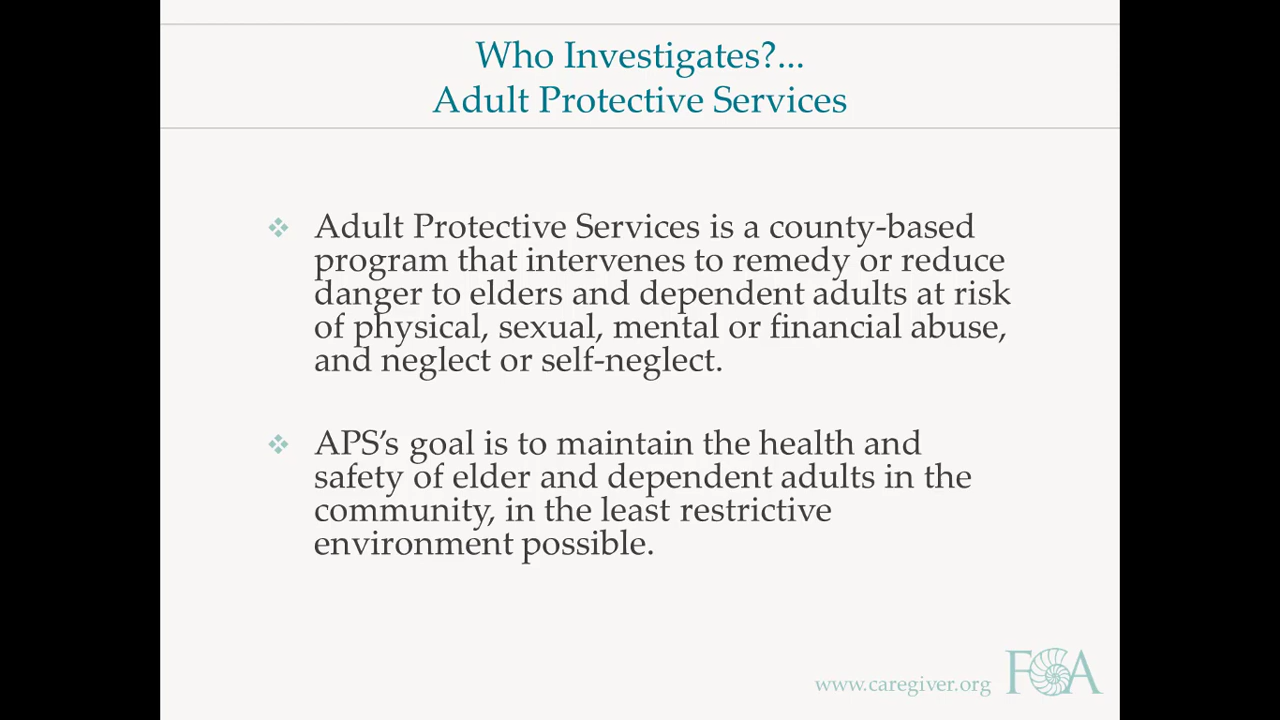 Who Investigates?...
Adult Protective Services
Adult Protective Services is a county-based
program that intervenes to remedy or reduce
danger to elders and dependent adults at risk
of physical, sexual, mental or financial abuse,
and neglect or self-neglect.
APS’s goal is to maintain the health and
safety of elder and dependent adults in the
community, in the least restrictive
environment possible.
www.caregiver.org FCA